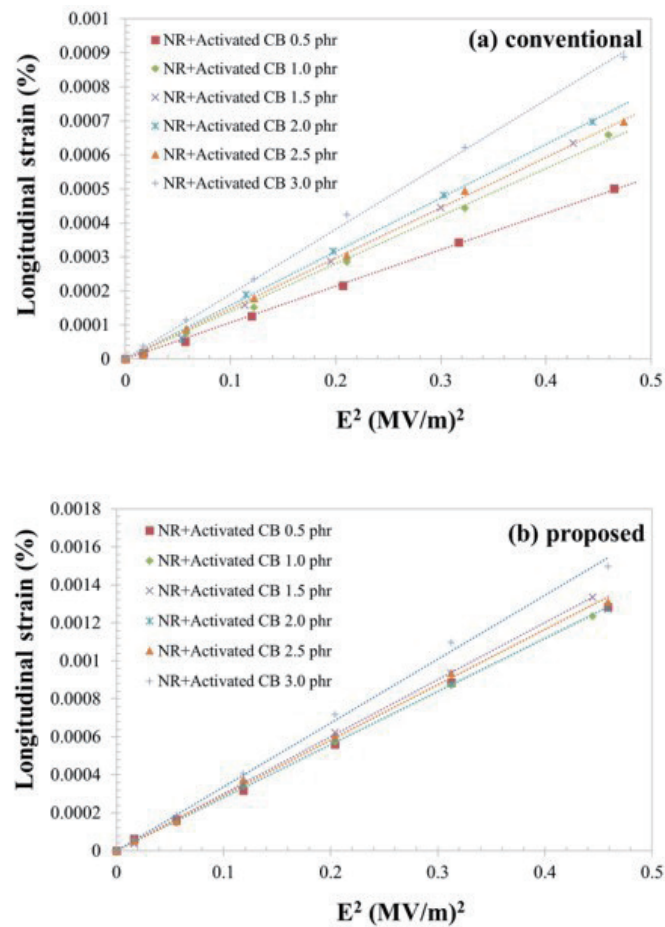 (a) conventional
NR+Activated CB 0.5 phr
NR+Activated CB 1.0 phr
NR+Activated CB 1.5 phr
NR+Activated CB 2.0 phr
NR+Activated CB 2.5 phr
NR+Activated CB 3.0 phr
Longitudinal strain (%)
0.001
0.0009
0.0008
0.0007
0.0006
0.0005
0.0004
0.0003
0.0002
0.0001
0
0 0.1 0.2 0.3 0.4 0.5
E² (MV/m)²
(b) proposed
NR+Activated CB 0.5 phr
NR+Activated CB 1.0 phr
NR+Activated CB 1.5 phr
NR+Activated CB 2.0 phr
NR+Activated CB 2.5 phr
NR+Activated CB 3.0 phr
Longitudinal strain (%)
0.0018
0.0016
0.0014
0.0012
0.001
0.0008
0.0006
0.0004
0.0002
0
0 0.1 0.2 0.3 0.4 0.5
E² (MV/m)²